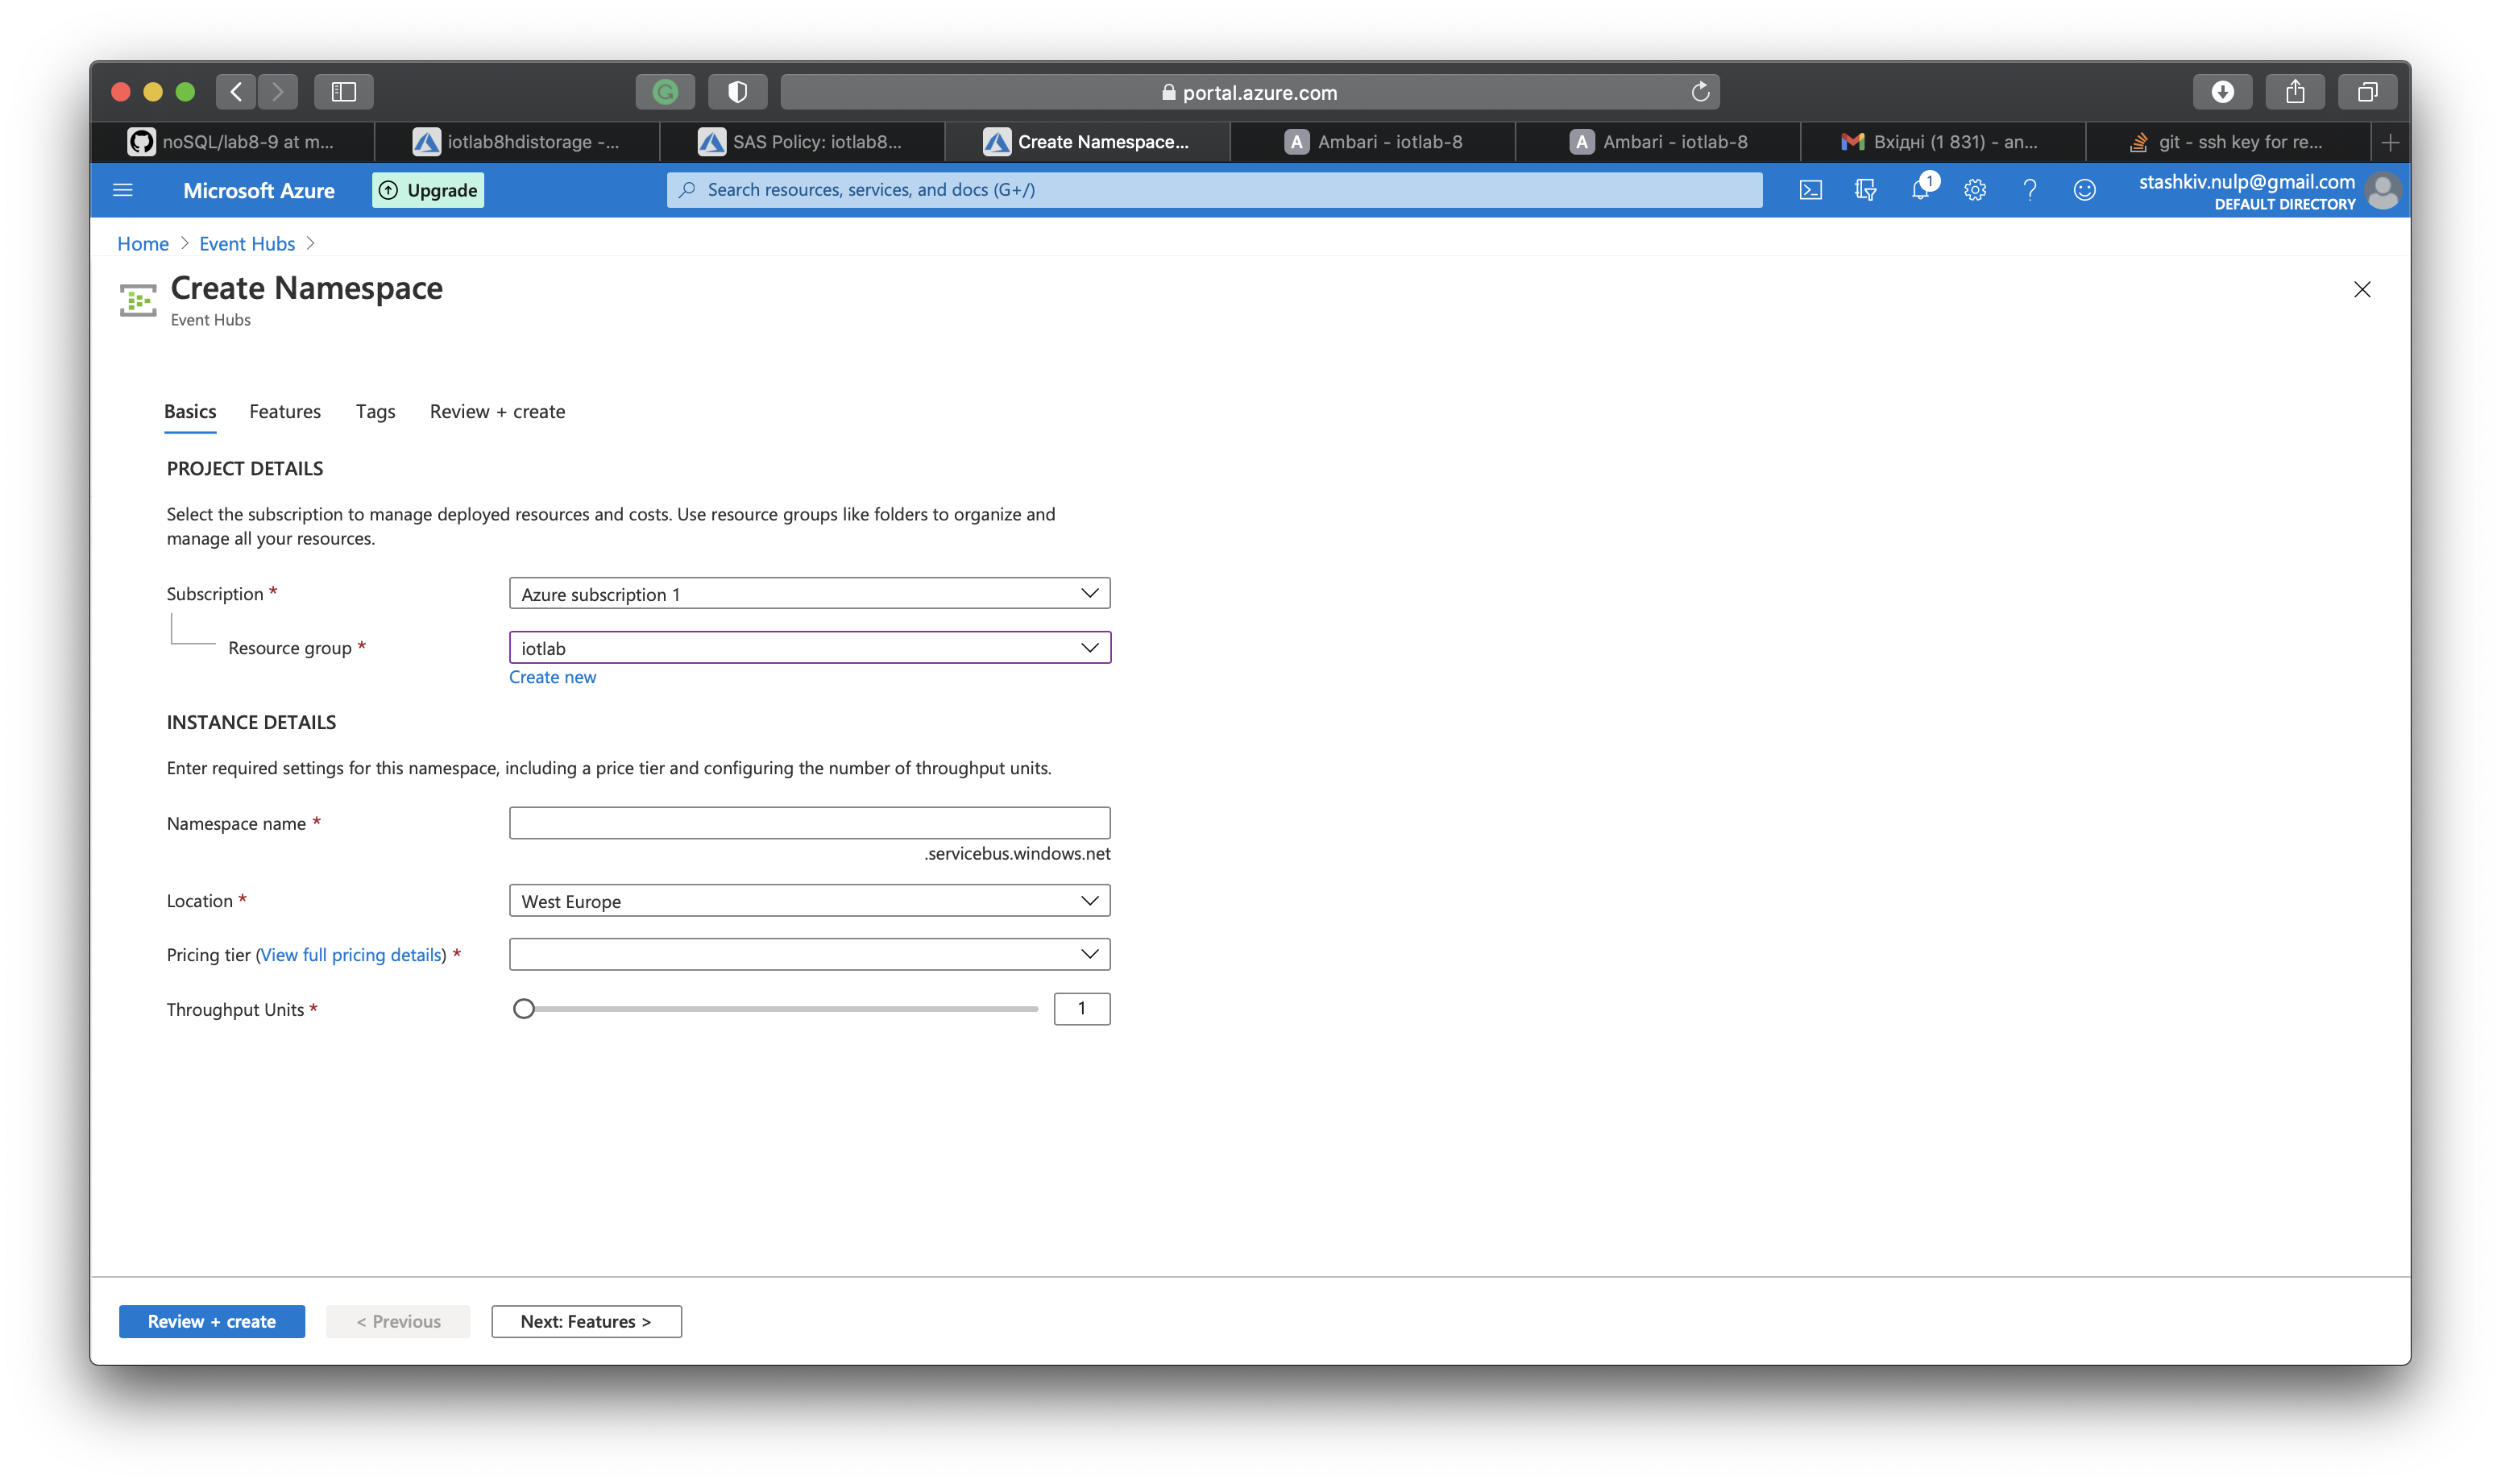 portal.azure.com
noSQL/lab8-9 at m...
iotlab8hdistorage -...
SAS Policy: iotlab8...
Create Namespace...
A Ambari - iotlab-8
A Ambari - iotlab-8
Вхідні (1 831) - an...
git - ssh key for re...
Microsoft Azure
Upgrade
Search resources, services, and docs (G+/)
1
stashkiv.nulp@gmail.com
DEFAULT DIRECTORY
Home > Event Hubs >
Create Namespace
Event Hubs
Basics
Features
Tags
Review + create
PROJECT DETAILS
Select the subscription to manage deployed resources and costs. Use resource groups like folders to organize and
manage all your resources.
Subscription *
Azure subscription 1
Resource group *
iotlab
Create new
INSTANCE DETAILS
Enter required settings for this namespace, including a price tier and configuring the number of throughput units.
Namespace name *
.servicebus.windows.net
Location *
West Europe
Pricing tier (View full pricing details) *
Throughput Units *
1
Review + create
< Previous
Next: Features >